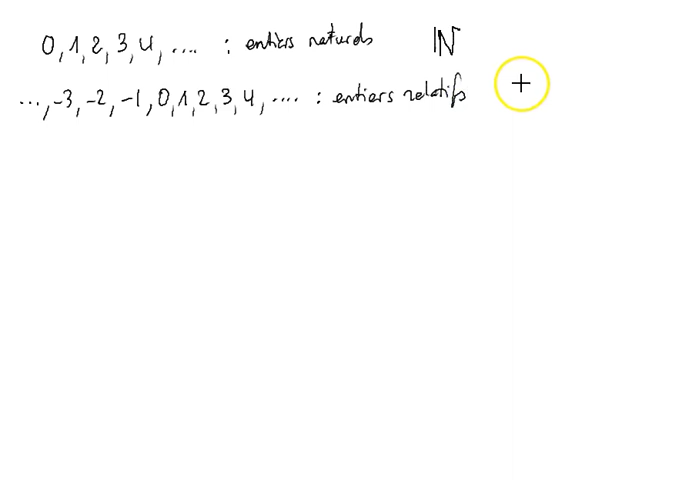 0, 1, 2, 3, 4, .... : entiers naturels ℕ
..., -3, -2, -1, 0, 1, 2, 3, 4, .... : entiers relatifs